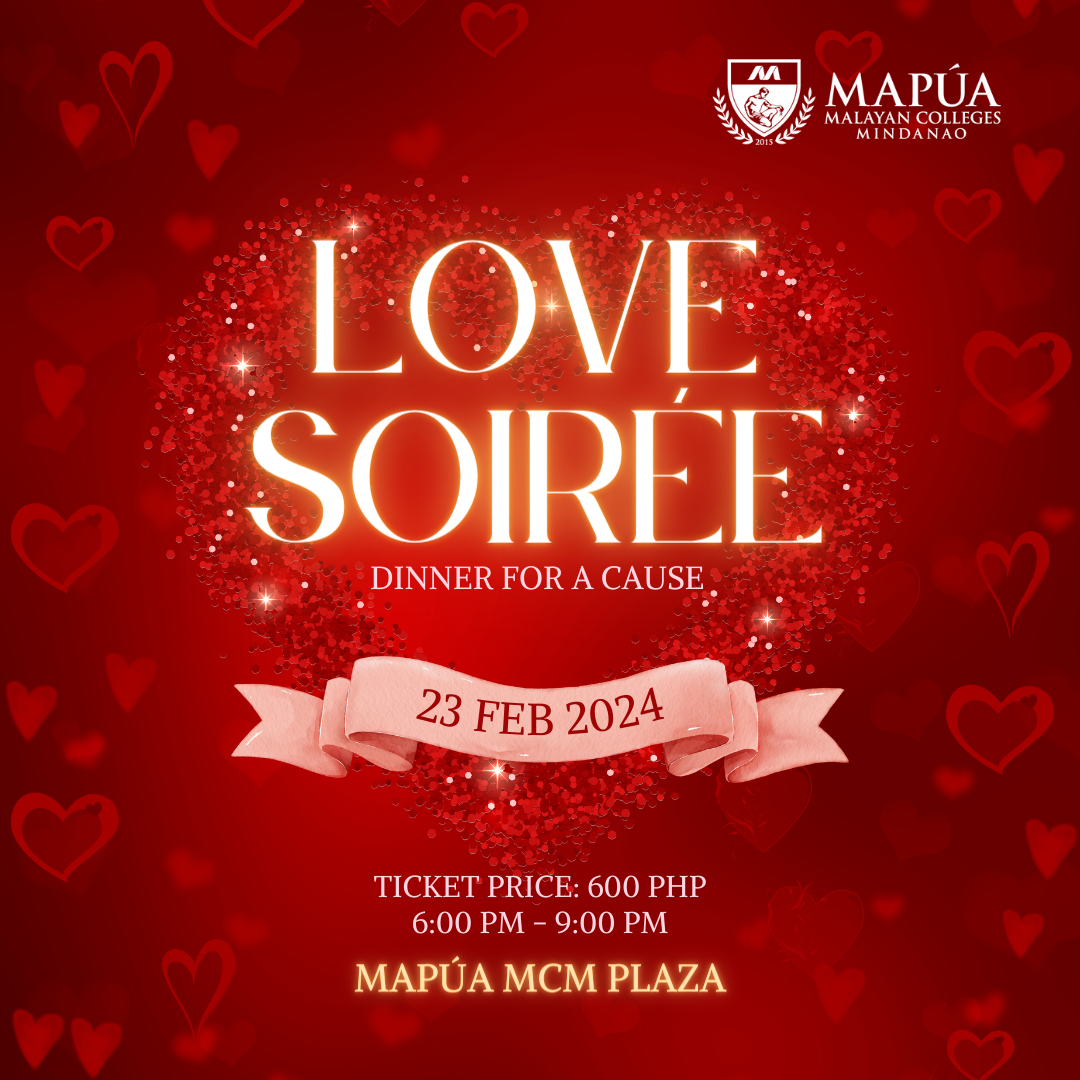 MAPÚA
MALAYAN COLLEGES
MINDANAO
2015
LOVE
SOIRÉE
DINNER FOR A CAUSE
23 FEB 2024
TICKET PRICE: 600 PHP
6:00 PM – 9:00 PM
MAPÚA MCM PLAZA